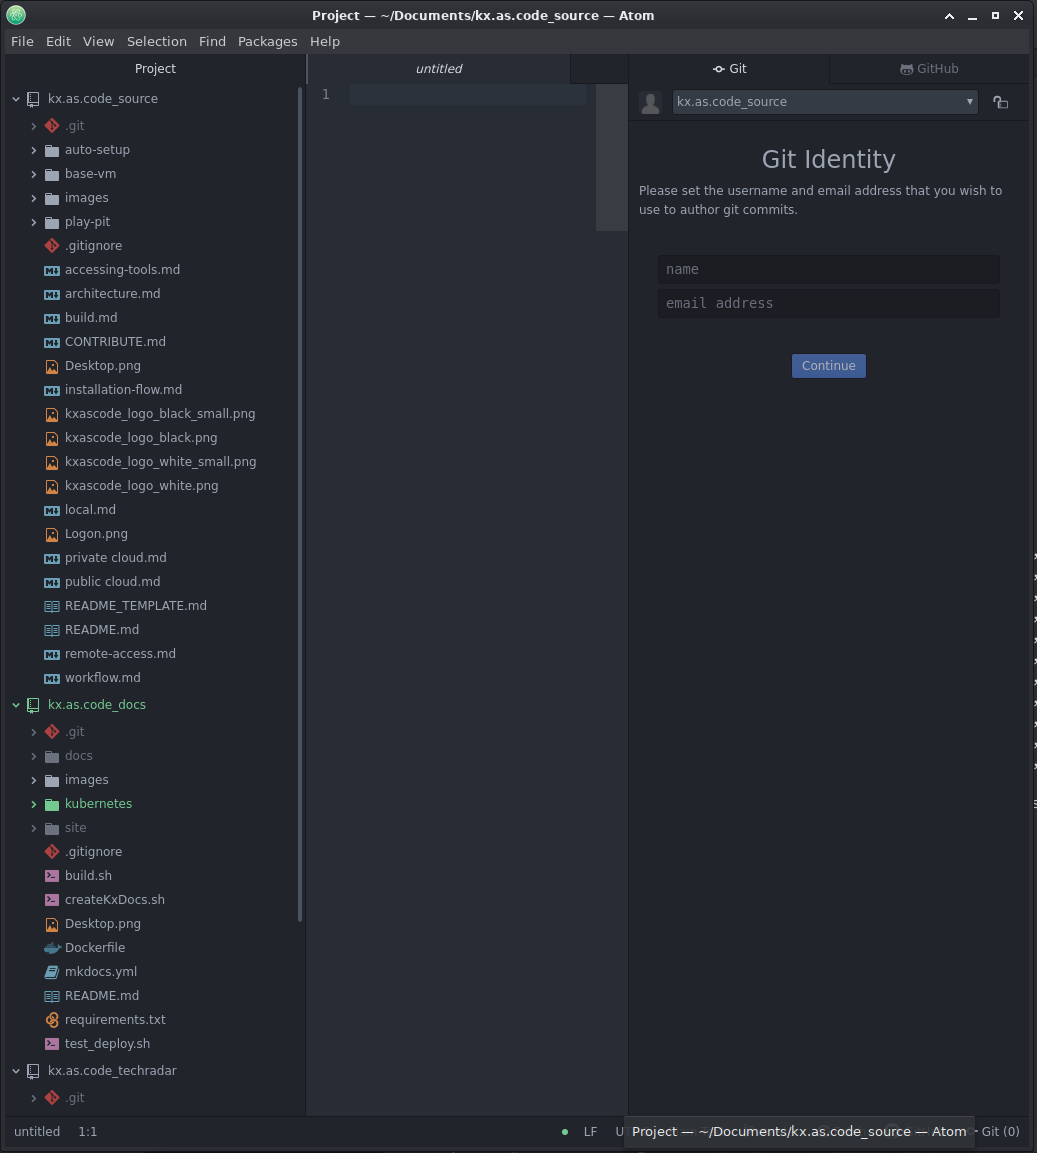 Project — ~/Documents/kx.as.code_source — Atom
File Edit View Selection Find Packages Help
Project
kx.as.code_source
.git
auto-setup
base-vm
images
play-pit
.gitignore
accessing-tools.md
architecture.md
build.md
CONTRIBUTE.md
Desktop.png
installation-flow.md
kxascode_logo_black_small.png
kxascode_logo_black.png
kxascode_logo_white_small.png
kxascode_logo_white.png
local.md
Logon.png
private cloud.md
public cloud.md
README_TEMPLATE.md
README.md
remote-access.md
workflow.md
kx.as.code_docs
.git
docs
images
kubernetes
site
.gitignore
build.sh
createKxDocs.sh
Desktop.png
Dockerfile
mkdocs.yml
README.md
requirements.txt
test_deploy.sh
kx.as.code_techradar
.git
untitled
1
Git GitHub
kx.as.code_source
Git Identity
Please set the username and email address that you wish to
use to author git commits.
name
email address
Continue
untitled 1:1 LF Git (0)
Project — ~/Documents/kx.as.code_source — Atom